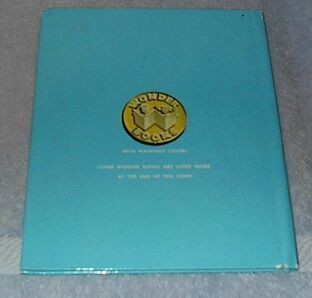 WONDER
BOOKS
WITH WASHABLE COVERS
OTHER WONDER BOOKS ARE LISTED INSIDE
AT THE END OF THIS STORY